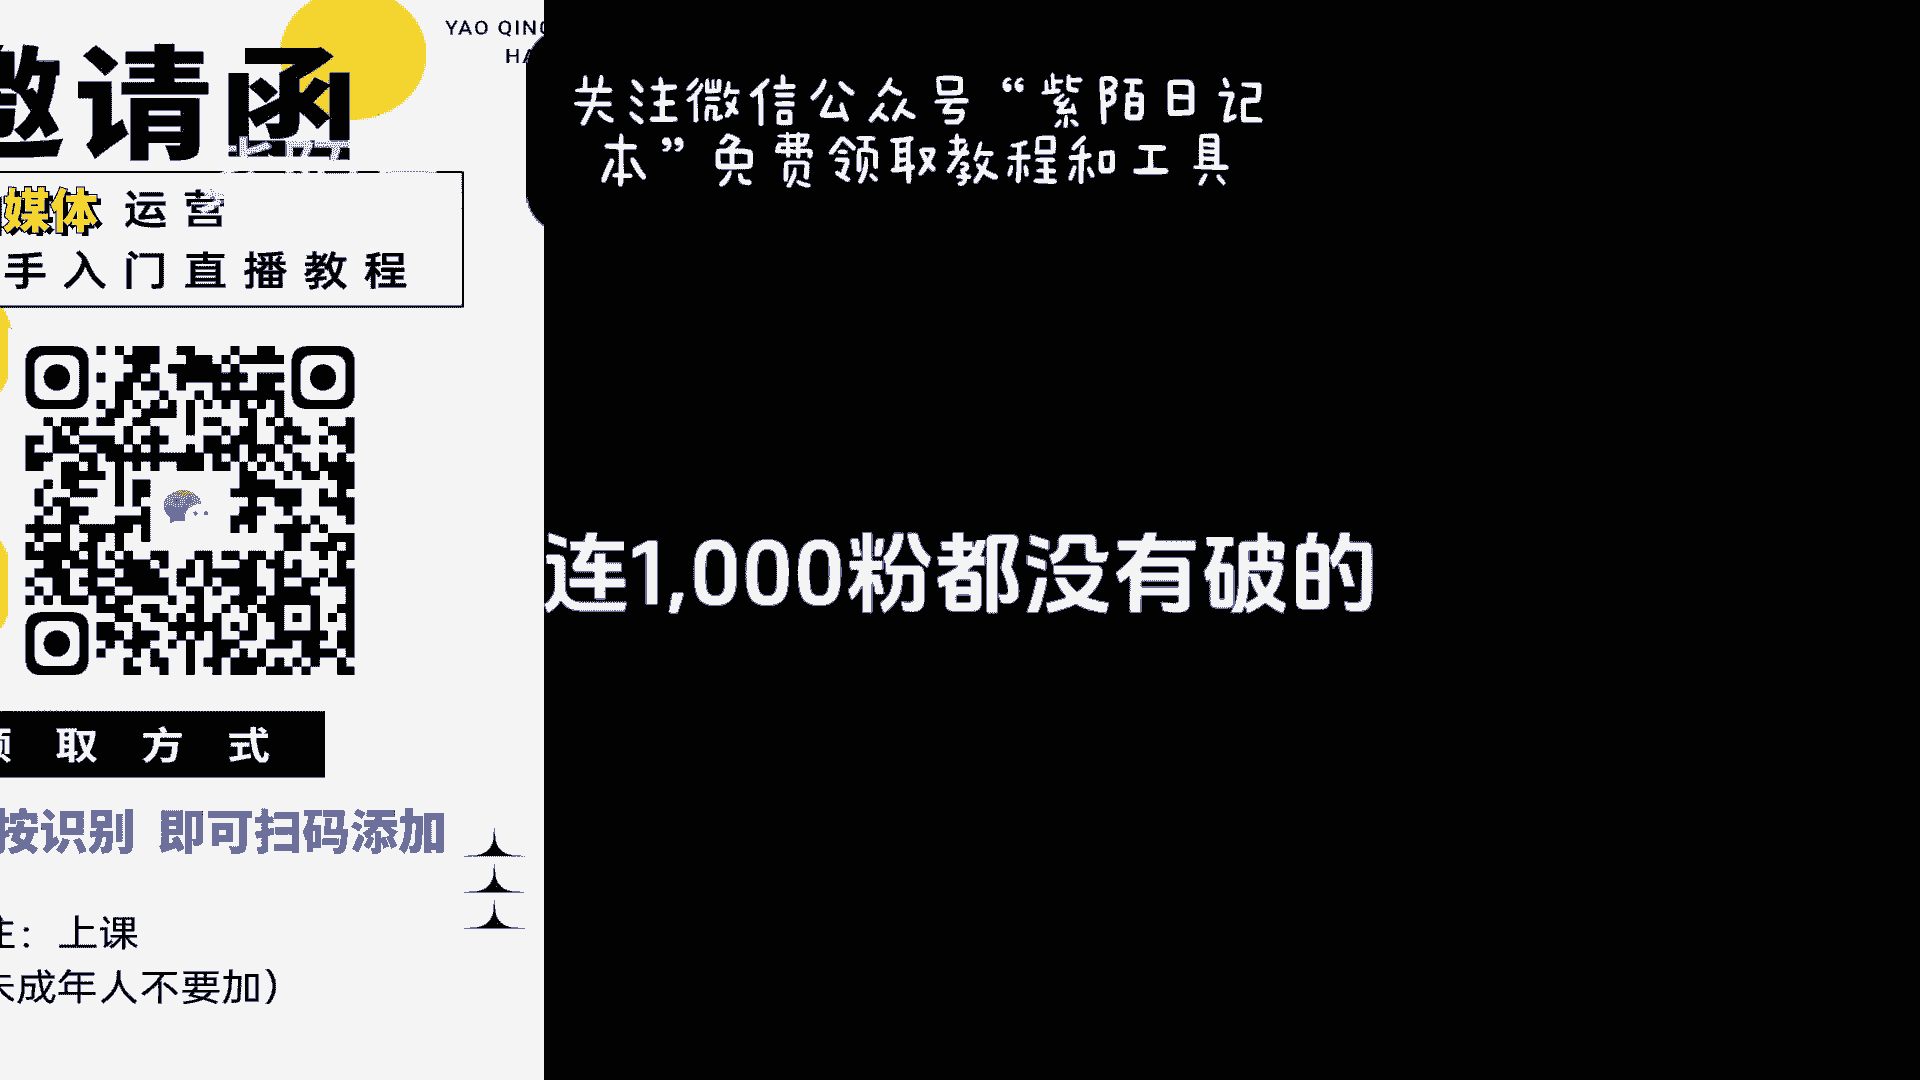 YAO QING
HA
邀请函
媒体 运营
手入门直播教程
取方式
按识别 即可扫码添加
注：上课
未成年人不要加）
关注微信公众号“紫陌日记
本”免费领取教程和工具
连1,000粉都没有破的